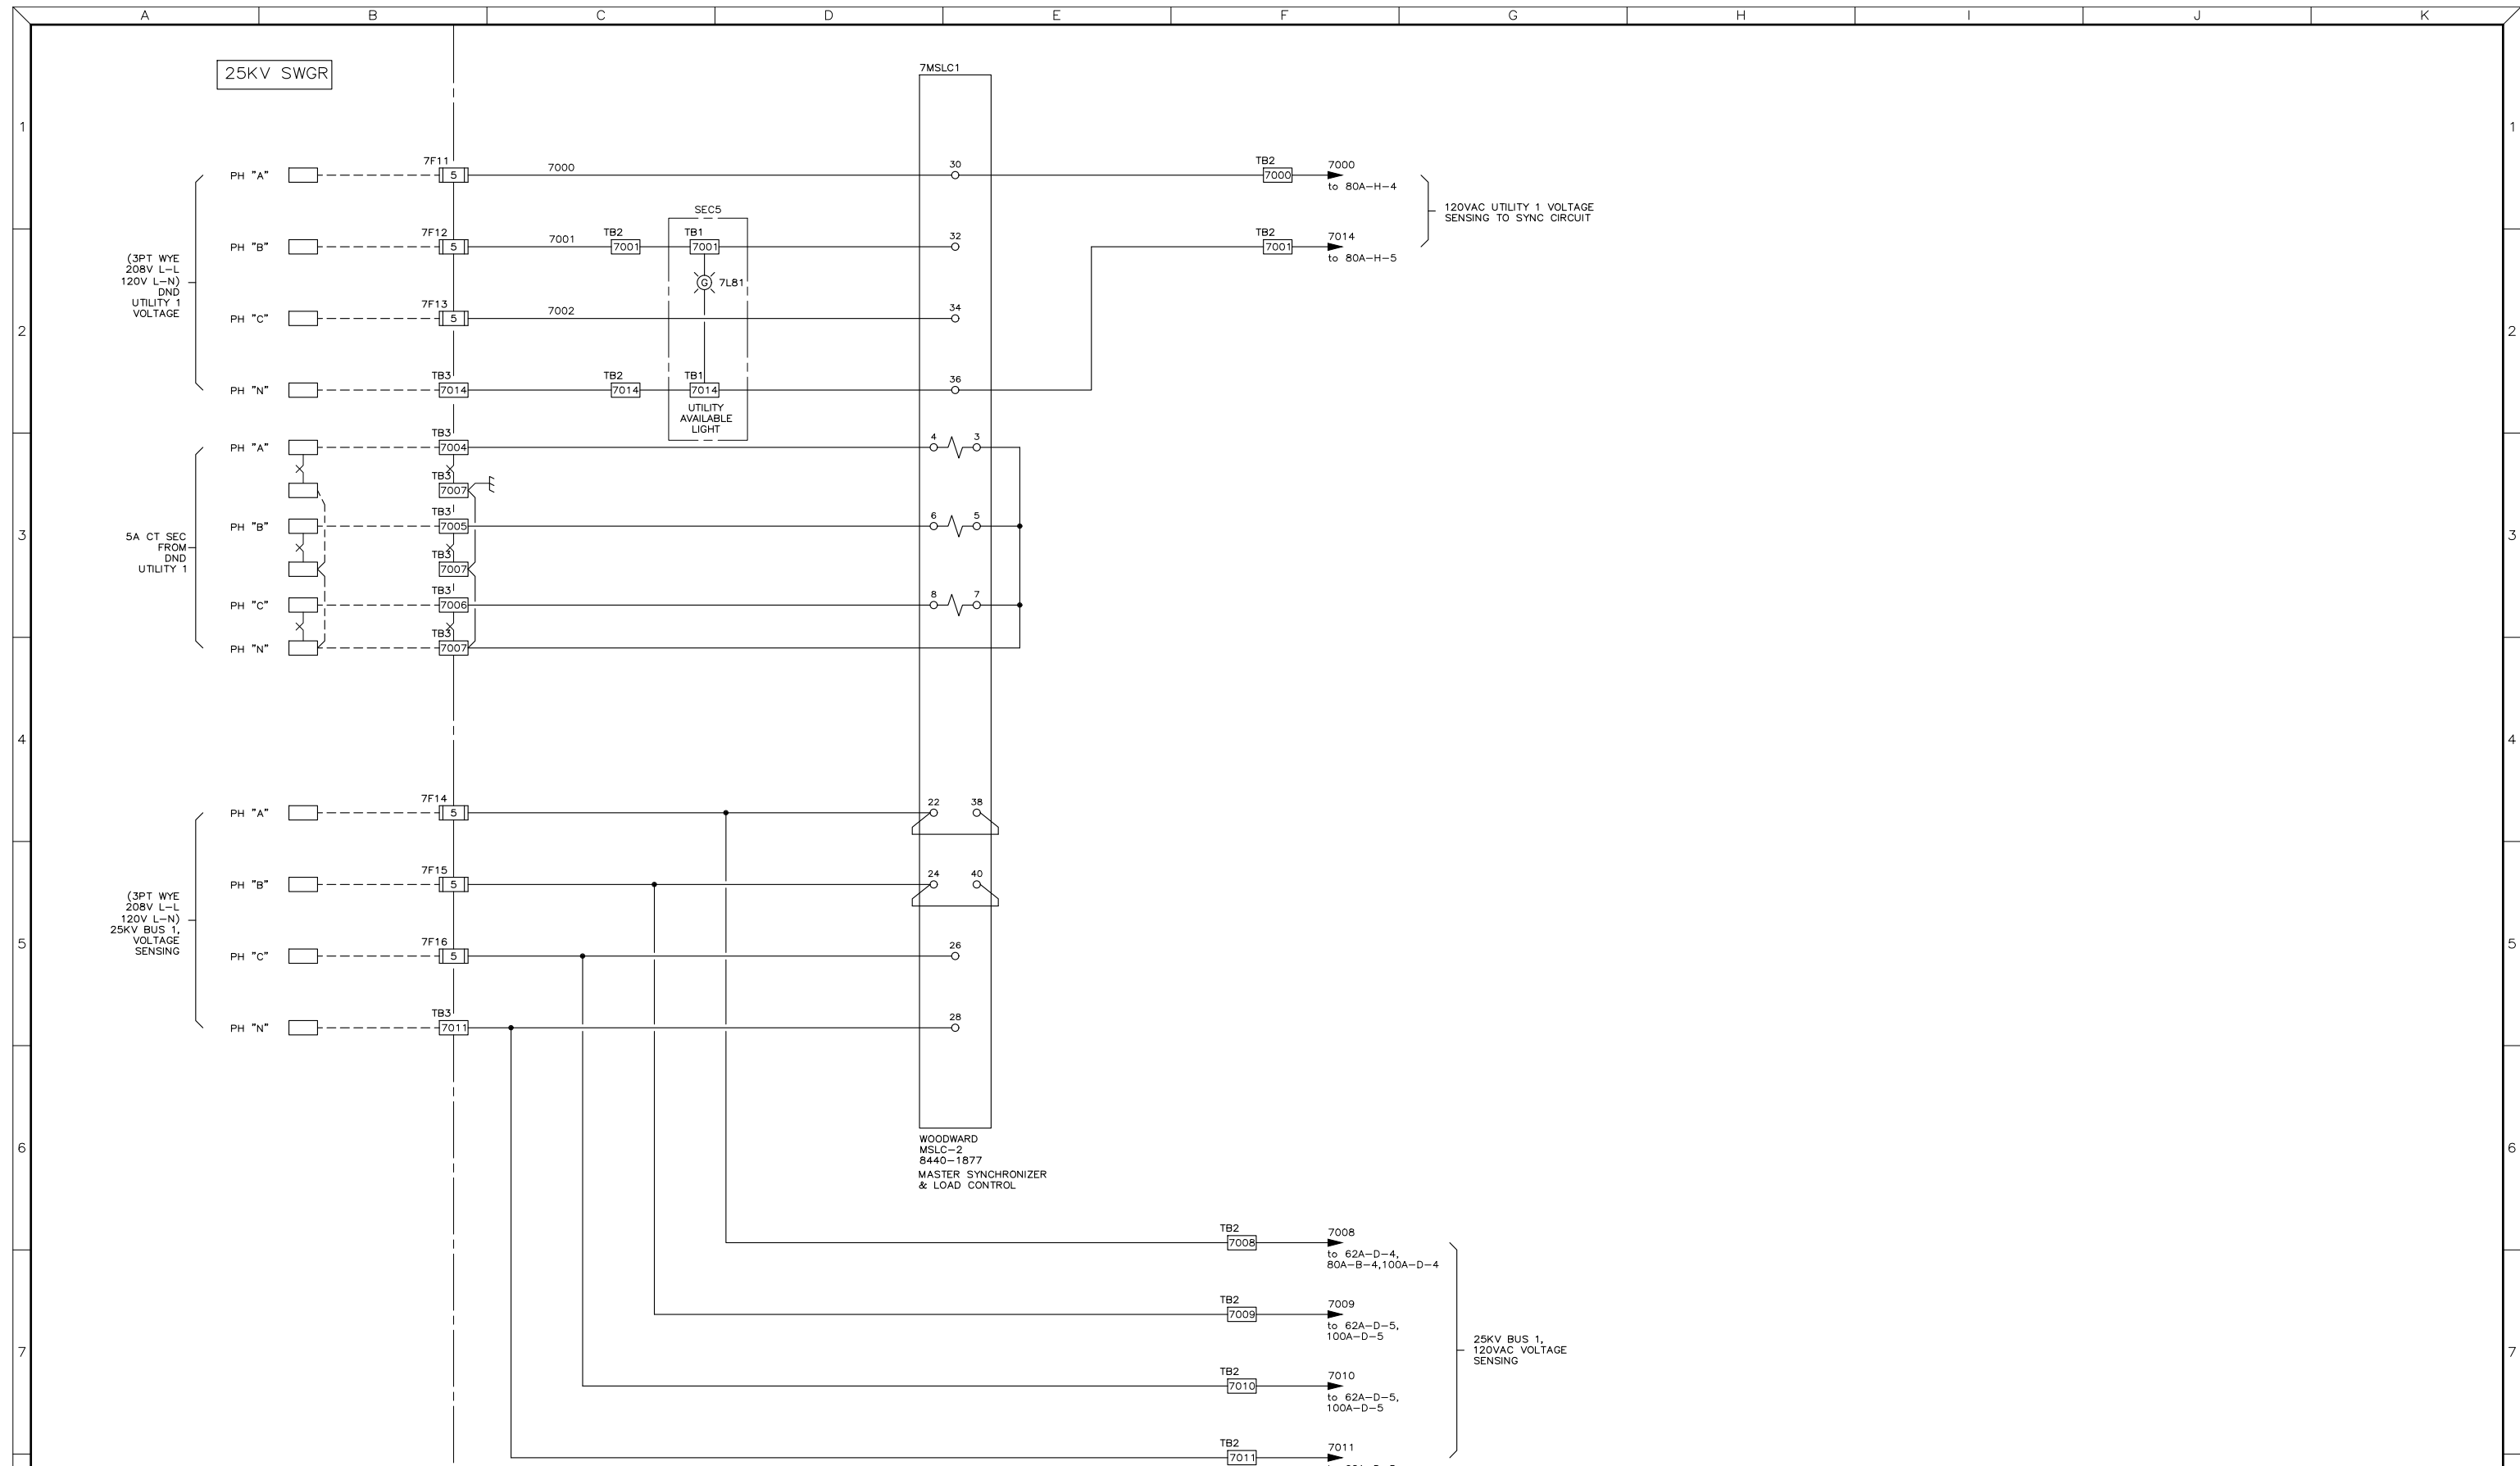 A B C D E F G H I J K
25KV SWGR
7MSLC1
1 1
PH "A"
7F11
5
7000
30
TB2
7000
7000
to 80A-H-4
120VAC UTILITY 1 VOLTAGE
SENSING TO SYNC CIRCUIT
SEC5
PH "B"
7F12
5
7001
TB2
7001
TB1
7001
32
TB2
7001
7014
to 80A-H-5
(3PT WYE
208V L-L
120V L-N)
DND
UTILITY 1
VOLTAGE
G 7L81
2 2
PH "C"
7F13
5
7002
34
PH "N"
TB3
7014
TB2
7014
TB1
7014
36
UTILITY
AVAILABLE
LIGHT
PH "A"
TB3
7004
4 3
TB3
7007
3 3
5A CT SEC
FROM
DND
UTILITY 1
PH "B"
TB3
7005
6 5
TB3
7007
PH "C"
TB3
7006
8 7
PH "N"
TB3
7007
4 4
PH "A"
7F14
5
22 38
PH "B"
7F15
5
24 40
(3PT WYE
208V L-L
120V L-N)
25KV BUS 1,
VOLTAGE
SENSING
5 5
PH "C"
7F16
5
26
PH "N"
TB3
7011
28
6 6
WOODWARD
MSLC-2
8440-1877
MASTER SYNCHRONIZER
& LOAD CONTROL
TB2
7008
7008
to 62A-D-4,
80A-B-4,100A-D-4
TB2
7009
7009
to 62A-D-5,
100A-D-5
25KV BUS 1,
120VAC VOLTAGE
SENSING
7 7
TB2
7010
7010
to 62A-D-5,
100A-D-5
TB2
7011
7011